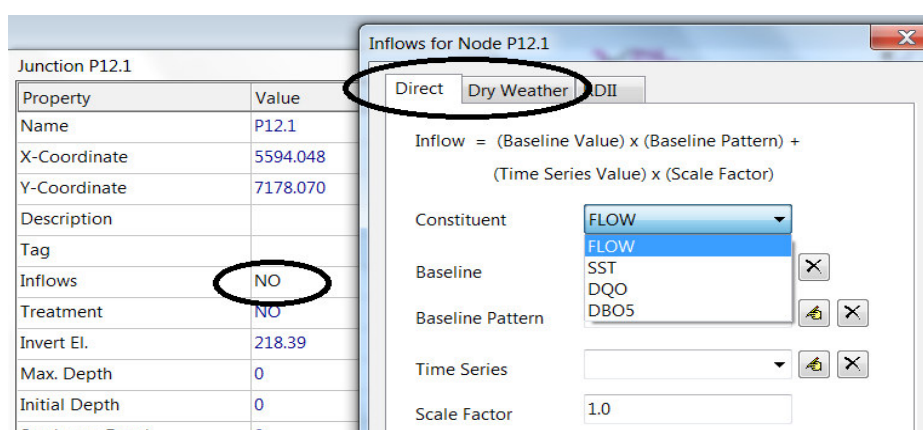 Junction P12.1
Property Value
Name P12.1
X-Coordinate 5594.048
Y-Coordinate 7178.070
Description
Tag
Inflows NO
Treatment NO
Invert El. 218.39
Max. Depth 0
Initial Depth 0
Inflows for Node P12.1
Direct Dry Weather RDII
Inflow = (Baseline Value) x (Baseline Pattern) +
(Time Series Value) x (Scale Factor)
Constituent FLOW
FLOW
SST
DQO
DBO5
Baseline
Baseline Pattern
Time Series
Scale Factor 1.0